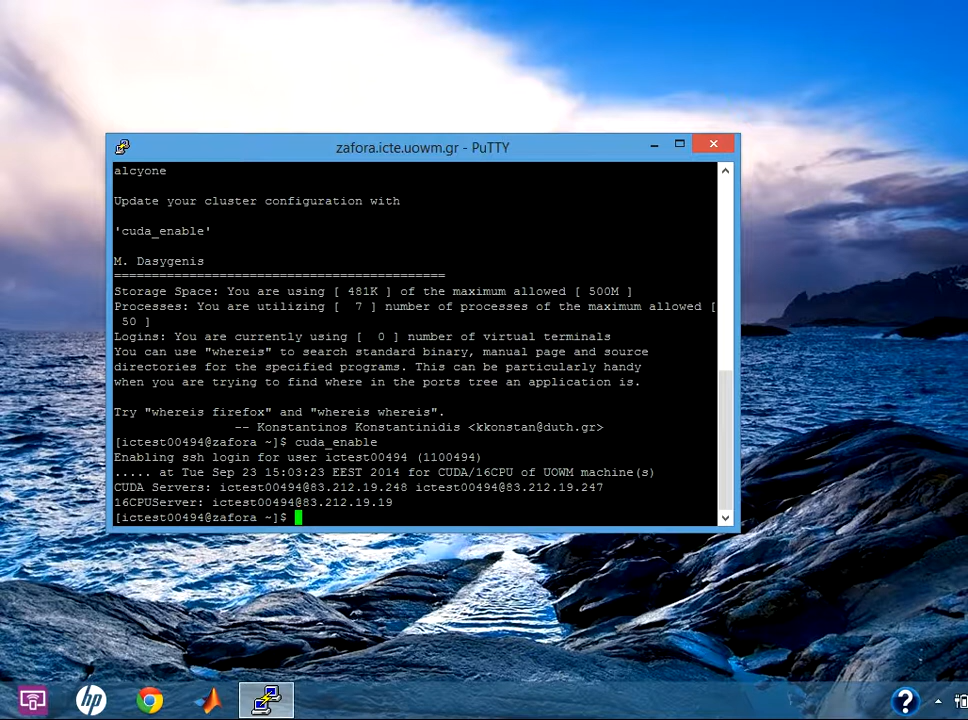 zafora.icte.uowm.gr - PuTTY
alcyone
Update your cluster configuration with
'cuda_enable'
M. Dasygenis
============================================
Storage Space: You are using [ 481K ] of the maximum allowed [ 500M ]
Processes: You are utilizing [  7 ] number of processes of the maximum allowed [
 50 ]
Logins: You are currently using [  0 ] number of virtual terminals
You can use "whereis" to search standard binary, manual page and source
directories for the specified programs. This can be particularly handy
when you are trying to find where in the ports tree an application is.
Try "whereis firefox" and "whereis whereis".
                -- Konstantinos Konstantinidis <kkonstan@duth.gr>
[ictest00494@zafora ~]$ cuda_enable
Enabling ssh login for user ictest00494 (1100494)
..... at Tue Sep 23 15:03:23 EEST 2014 for CUDA/16CPU of UOWM machine(s)
CUDA Servers: ictest00494@83.212.19.248 ictest00494@83.212.19.247
16CPUServer: ictest00494@83.212.19.19
[ictest00494@zafora ~]$
hp
?